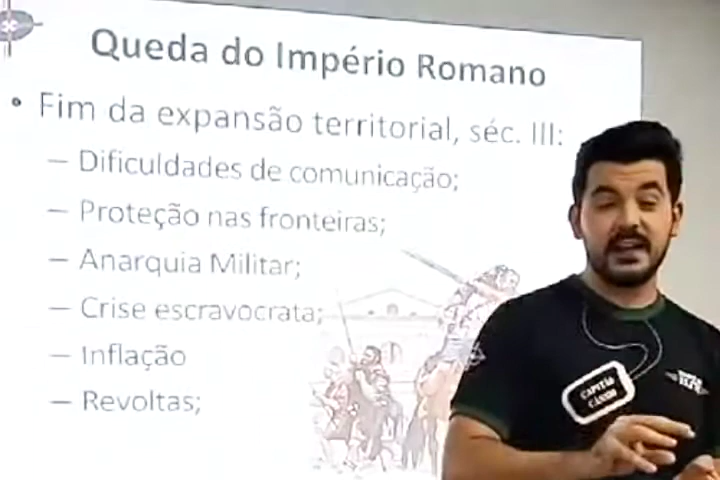 Queda do Império Romano
• Fim da expansão territorial, séc. III:
– Dificuldades de comunicação;
– Proteção nas fronteiras;
– Anarquia Militar;
– Crise escravocrata;
– Inflação
– Revoltas;
CAPITÃO